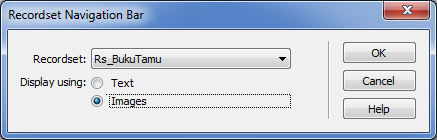 Recordset Navigation Bar
Recordset: Rs_BukuTamu
OK
Display using: Text
Cancel
Images
Help